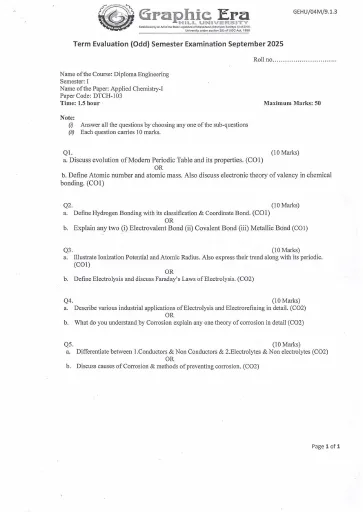 GEHU/04M/9.1.3
Graphic Era
HILL UNIVERSITY
Term Evaluation (Odd) Semester Examination September 2025
Roll no..............................
Name of the Course: Diploma Engineering
Semester: I
Name of the Paper: Applied Chemistry-I
Paper Code: DTCH-103
Time: 1.5 hour Maximum Marks: 50
Note:
(i) Answer all the questions by choosing any one of the sub-questions
(ii) Each question carries 10 marks.
Q1. (10 Marks)
a. Discuss evolution of Modern Periodic Table and its properties. (CO1)
OR
b. Define Atomic number and atomic mass. Also discuss electronic theory of valency in chemical
bonding. (CO1)
Q2. (10 Marks)
a. Define Hydrogen Bonding with its classification & Coordinate Bond. (CO1)
OR
b. Explain any two (i) Electrovalent Bond (ii) Covalent Bond (iii) Metallic Bond (CO1)
Q3. (10 Marks)
a. Illustrate Ionization Potential and Atomic Radius. Also express their trend along with its periodic.
(CO1)
OR
b. Define Electrolysis and discuss Faraday's Laws of Electrolysis. (CO2)
Q4. (10 Marks)
a. Describe various industrial applications of Electrolysis and Electrorefining in detail. (CO2)
OR
b. What do you understand by Corrosion explain any one theory of corrosion in detail (CO2)
Q5. (10 Marks)
a. Differentiate between 1.Conductors & Non Conductors & 2.Electrolytes & Non electrolytes (CO2)
OR
b. Discuss causes of Corrosion & methods of preventing corrosion. (CO2)
Page 1 of 1